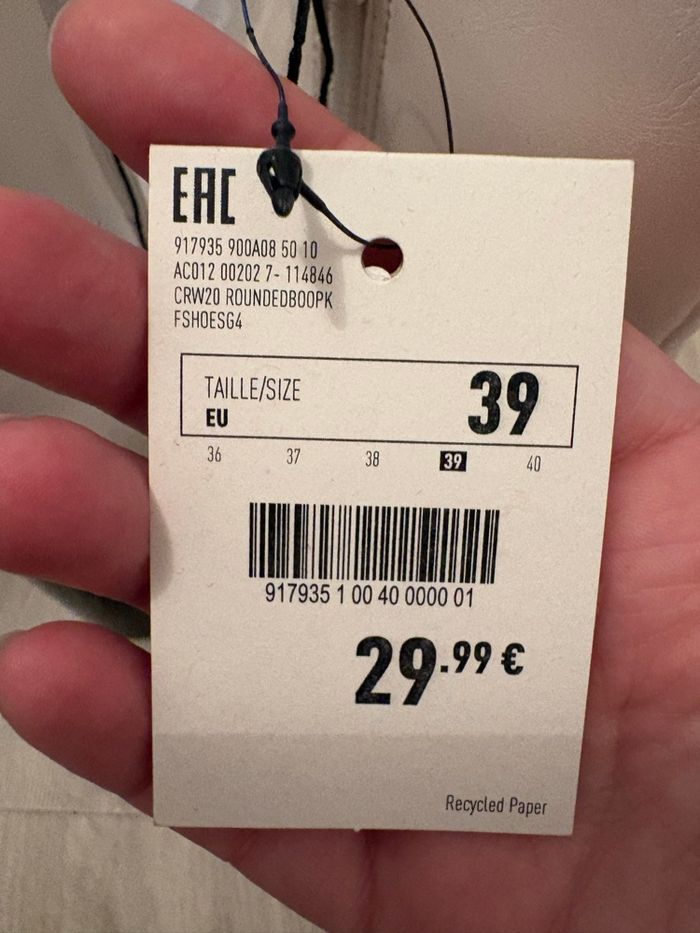 EAC
917935 900A08 50 10
AC012 00202 7- 114846
CRW20 ROUNDEDBOOPK
FSHOESG4
TAILLE/SIZE
EU
39
36 37 38 39 40
917935 1 00 40 0000 01
29.99 €
Recycled Paper